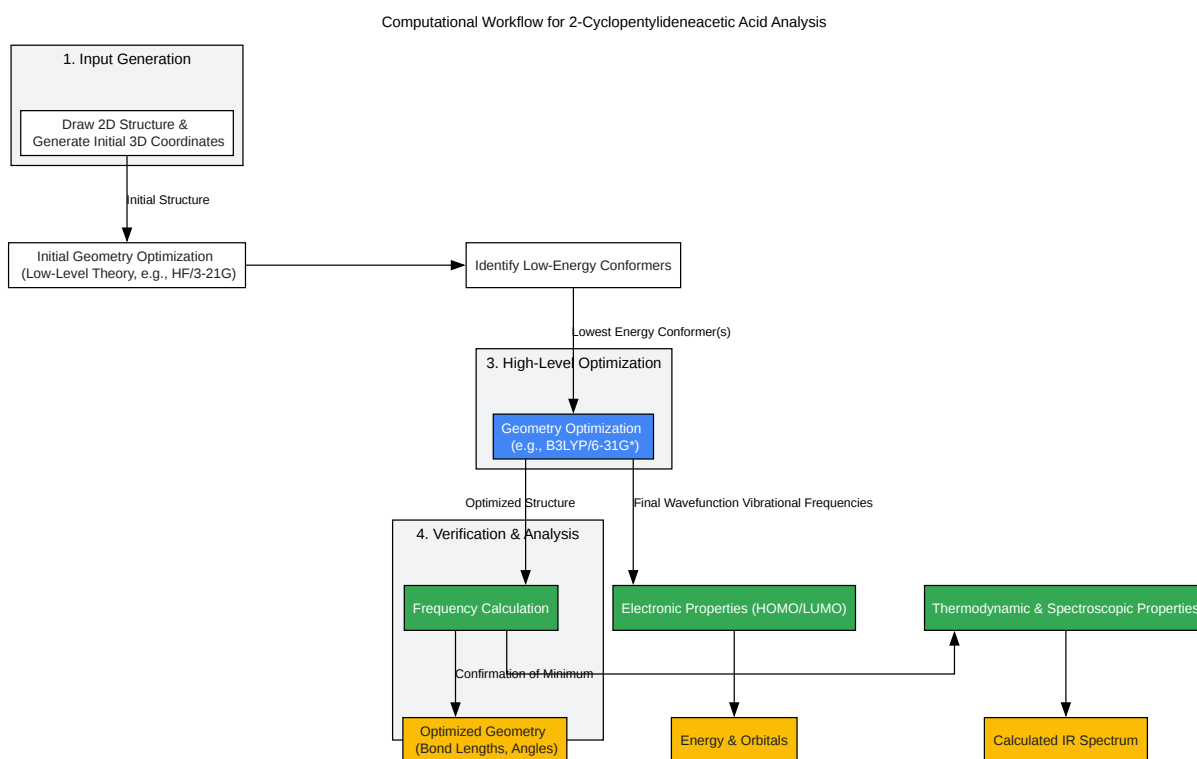 Computational Workflow for 2-Cyclopentylideneacetic Acid Analysis
1. Input Generation
Draw 2D Structure &
Generate Initial 3D Coordinates
Initial Structure
Initial Geometry Optimization
(Low-Level Theory, e.g., HF/3-21G)
Identify Low-Energy Conformers
Lowest Energy Conformer(s)
3. High-Level Optimization
Geometry Optimization
(e.g., B3LYP/6-31G*)
Optimized Structure
Final Wavefunction Vibrational Frequencies
4. Verification & Analysis
Frequency Calculation
Electronic Properties (HOMO/LUMO)
Thermodynamic & Spectroscopic Properties
Confirmation of Minimum
Optimized Geometry
(Bond Lengths, Angles)
Energy & Orbitals
Calculated IR Spectrum